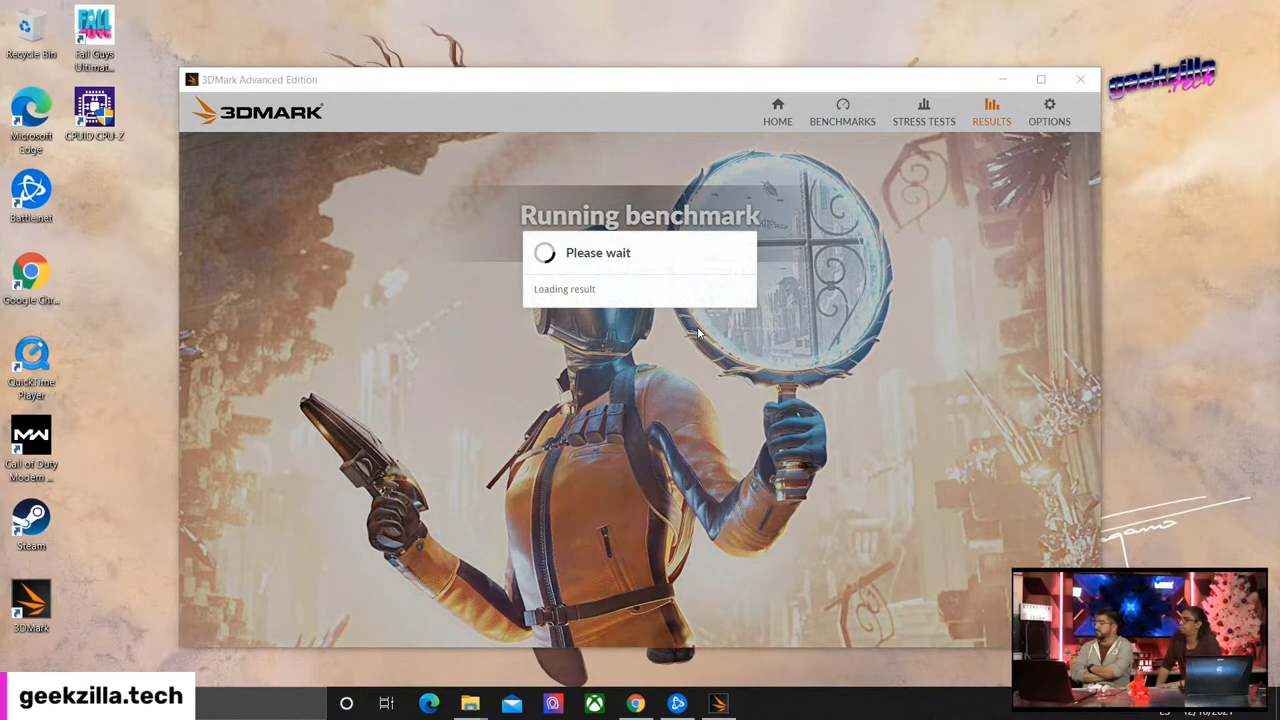 Recycle Bin
Fall Guys
Ultimat...
Microsoft
Edge
CPUID CPU-Z
Battle.net
Google Chr...
QuickTime
Player
Call of Duty
Modern ...
Steam
3DMark
3DMark Advanced Edition
3DMARK
HOME
BENCHMARKS
STRESS TESTS
RESULTS
OPTIONS
Running benchmark
Please wait
Loading result
geekzilla
.tech
geekzilla.tech